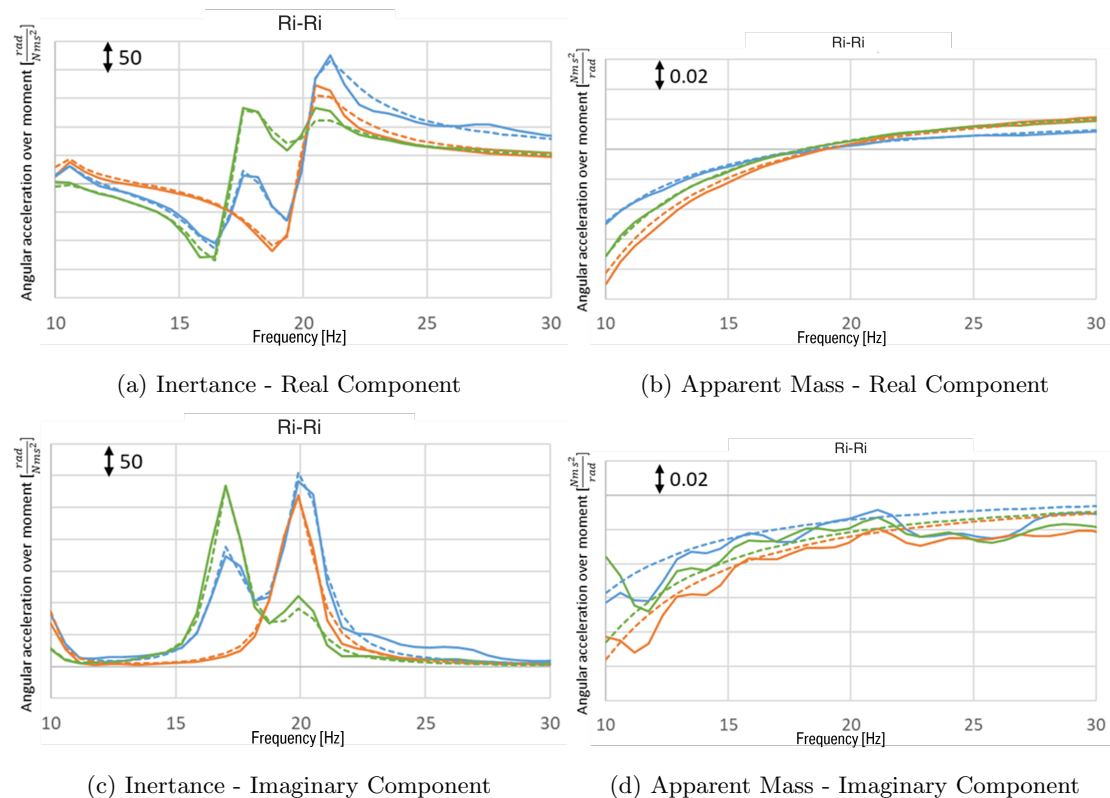 Ri-Ri
Angular acceleration over moment [rad/Nms²]
50
10 15 20 25 30
Frequency [Hz]
(a) Inertance - Real Component
Ri-Ri
Angular acceleration over moment [Nms²/rad]
0.02
10 15 20 25 30
Frequency [Hz]
(b) Apparent Mass - Real Component
Ri-Ri
Angular acceleration over moment [rad/Nms²]
50
10 15 20 25 30
Frequency [Hz]
(c) Inertance - Imaginary Component
Ri-Ri
Angular acceleration over moment [Nms²/rad]
0.02
10 15 20 25 30
Frequency [Hz]
(d) Apparent Mass - Imaginary Component